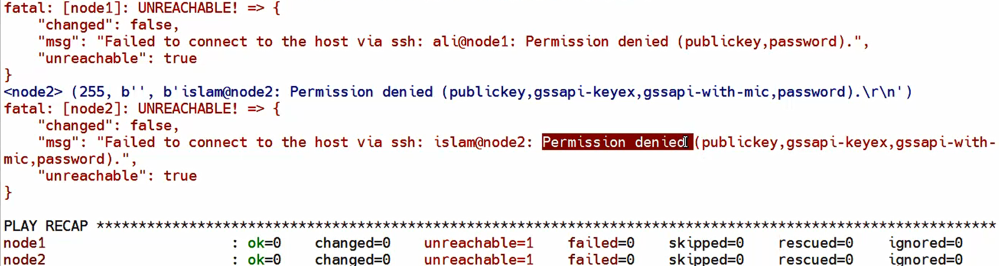 fatal: [node1]: UNREACHABLE! => {
    "changed": false,
    "msg": "Failed to connect to the host via ssh: ali@node1: Permission denied (publickey,password).",
    "unreachable": true
}
<node2> (255, b'', b'islam@node2: Permission denied (publickey,gssapi-keyex,gssapi-with-mic,password).\r\n')
fatal: [node2]: UNREACHABLE! => {
    "changed": false,
    "msg": "Failed to connect to the host via ssh: islam@node2: Permission denied (publickey,gssapi-keyex,gssapi-with-
mic,password).",
    "unreachable": true
}
PLAY RECAP ***********************************************************************************************************
node1                      : ok=0    changed=0    unreachable=1    failed=0    skipped=0    rescued=0    ignored=0
node2                      : ok=0    changed=0    unreachable=1    failed=0    skipped=0    rescued=0    ignored=0